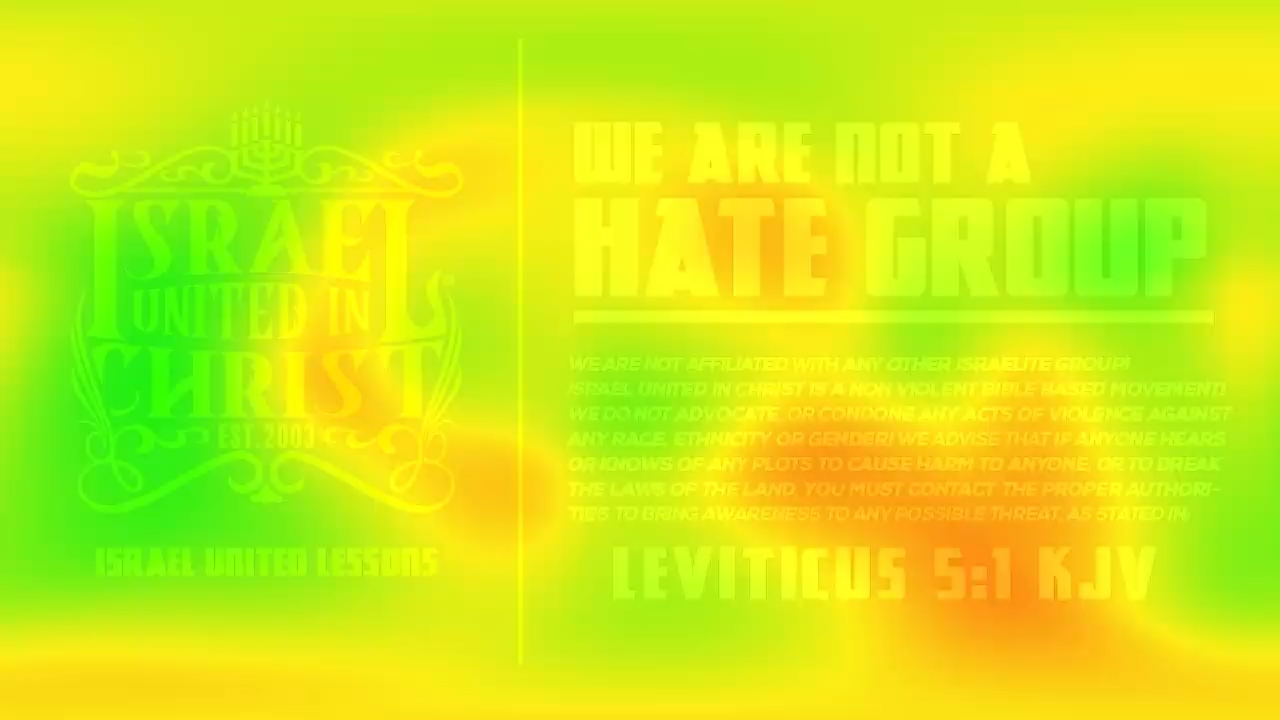 ISRAEL
UNITED IN
CHRIST
EST. 2003
ISRAEL UNITED LESSONS
WE ARE NOT A
HATE GROUP
WE ARE NOT AFFILIATED WITH ANY OTHER ISRAELITE GROUP!
ISRAEL UNITED IN CHRIST IS A NON VIOLENT BIBLE BASED MOVEMENT!
WE DO NOT ADVOCATE, OR CONDONE ANY ACTS OF VIOLENCE AGAINST
ANY RACE, ETHNICITY OR GENDER! WE ADVISE THAT IF ANYONE HEARS
OR KNOWS OF ANY PLOTS TO CAUSE HARM TO ANYONE, OR TO BREAK
THE LAWS OF THE LAND, YOU MUST CONTACT THE PROPER AUTHORI-
TIES TO BRING AWARENESS TO ANY POSSIBLE THREAT, AS STATED IN:
LEVITICUS 5:1 KJV